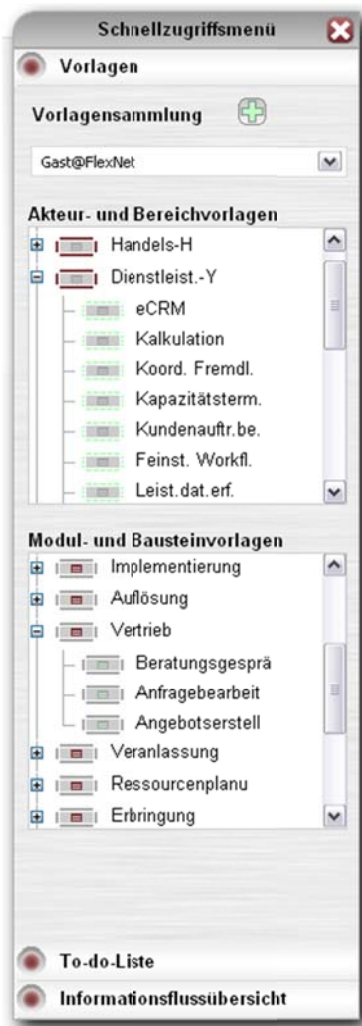 Schnellzugriffsmenü
Vorlagen
Vorlagensammlung
Gast@FlexNet
Akteur- und Bereichvorlagen
Handels-H
Dienstleist.-Y
eCRM
Kalkulation
Koord. Fremdl.
Kapazitätsterm.
Kundenauftr.be.
Feinst. Workfl.
Leist.dat.erf.
Modul- und Bausteinvorlagen
Implementierung
Auflösung
Vertrieb
Beratungsgesprä
Anfragebearbeit
Angebotserstell
Veranlassung
Ressourcenplanu
Erbringung
To-do-Liste
Informationsflussübersicht